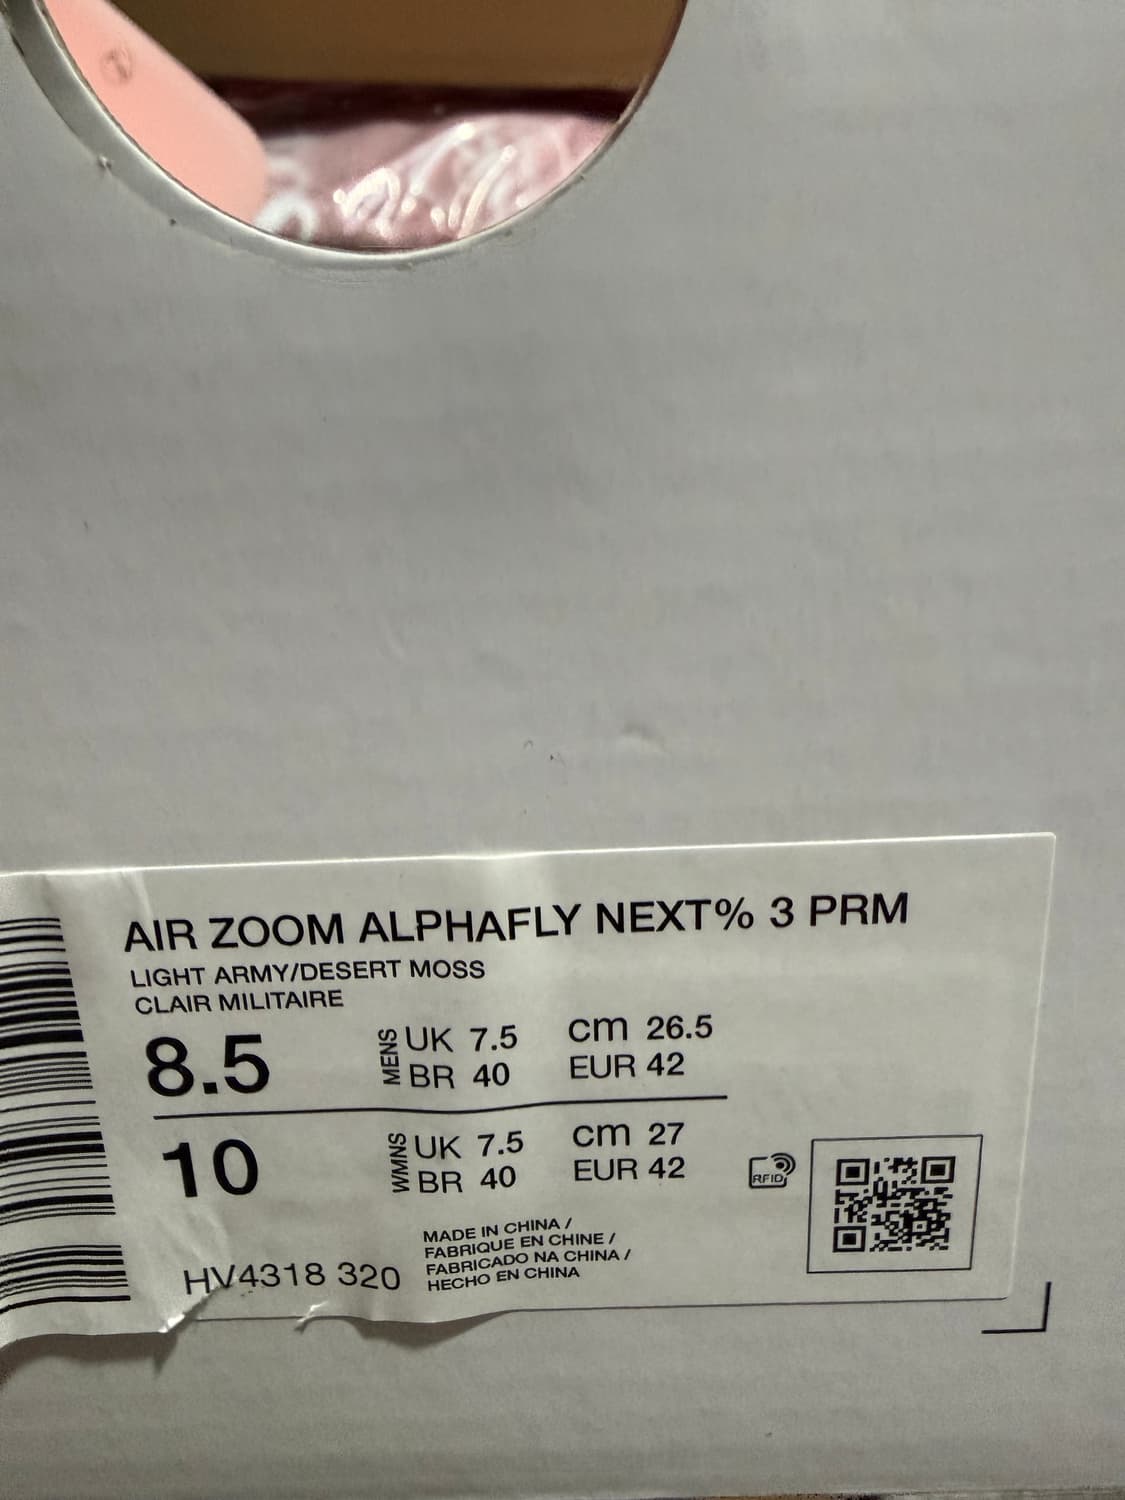 AIR ZOOM ALPHAFLY NEXT% 3 PRM
LIGHT ARMY/DESERT MOSS
CLAIR MILITAIRE
8.5 MENS UK 7.5 cm 26.5
BR 40 EUR 42
10 WMNS UK 7.5 cm 27
BR 40 EUR 42
RFID
MADE IN CHINA /
FABRIQUE EN CHINE /
FABRICADO NA CHINA /
HECHO EN CHINA
HV4318 320